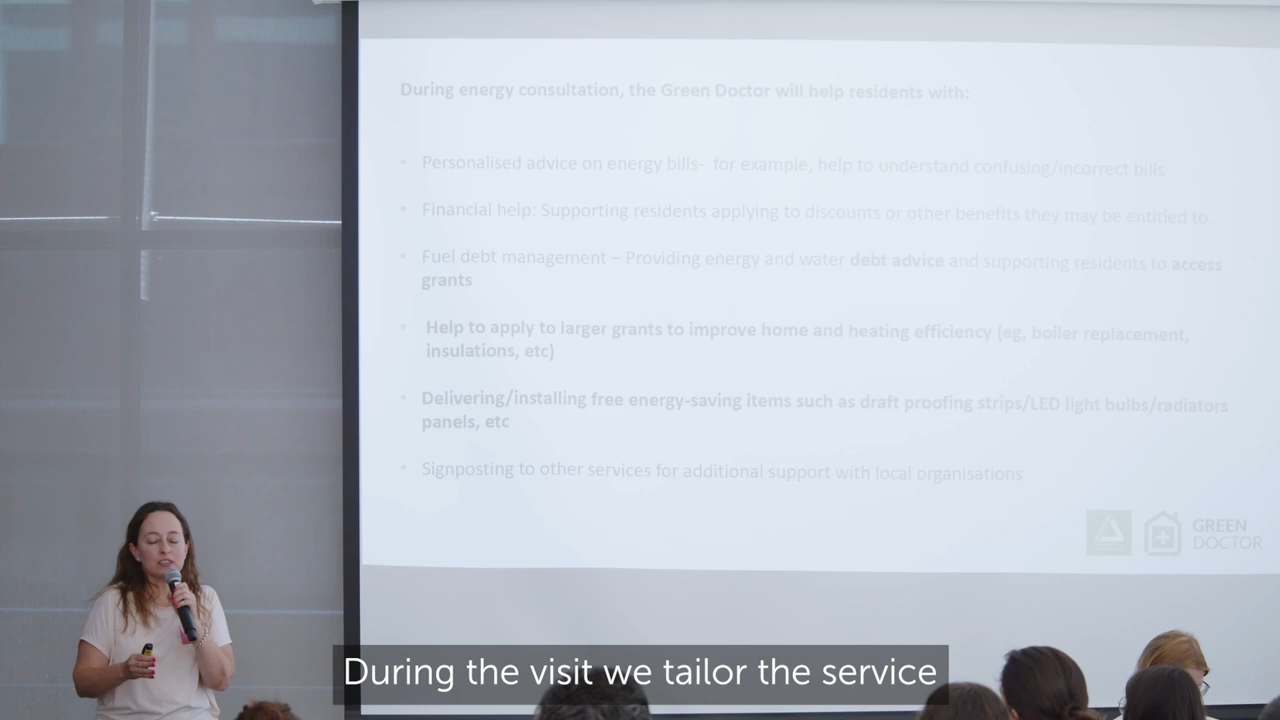 During energy consultation, the Green Doctor will help residents with:
• Personalised advice on energy bills-  for example, help to understand confusing/incorrect bills
• Financial help: Supporting residents applying to discounts or other benefits they may be entitled to.
• Fuel debt management – Providing energy and water debt advice and supporting residents to access
grants
• Help to apply to larger grants to improve home and heating efficiency (eg, boiler replacement,
insulations, etc)
• Delivering/installing free energy-saving items such as draft proofing strips/LED light bulbs/radiators
panels, etc
• Signposting to other services for additional support with local organisations
GREEN
DOCTOR
During the visit we tailor the service